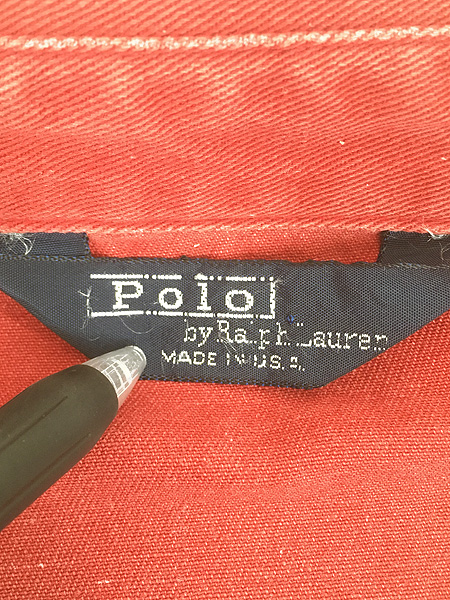 Polo
by Ralph Lauren
MADE IN U.S.A.